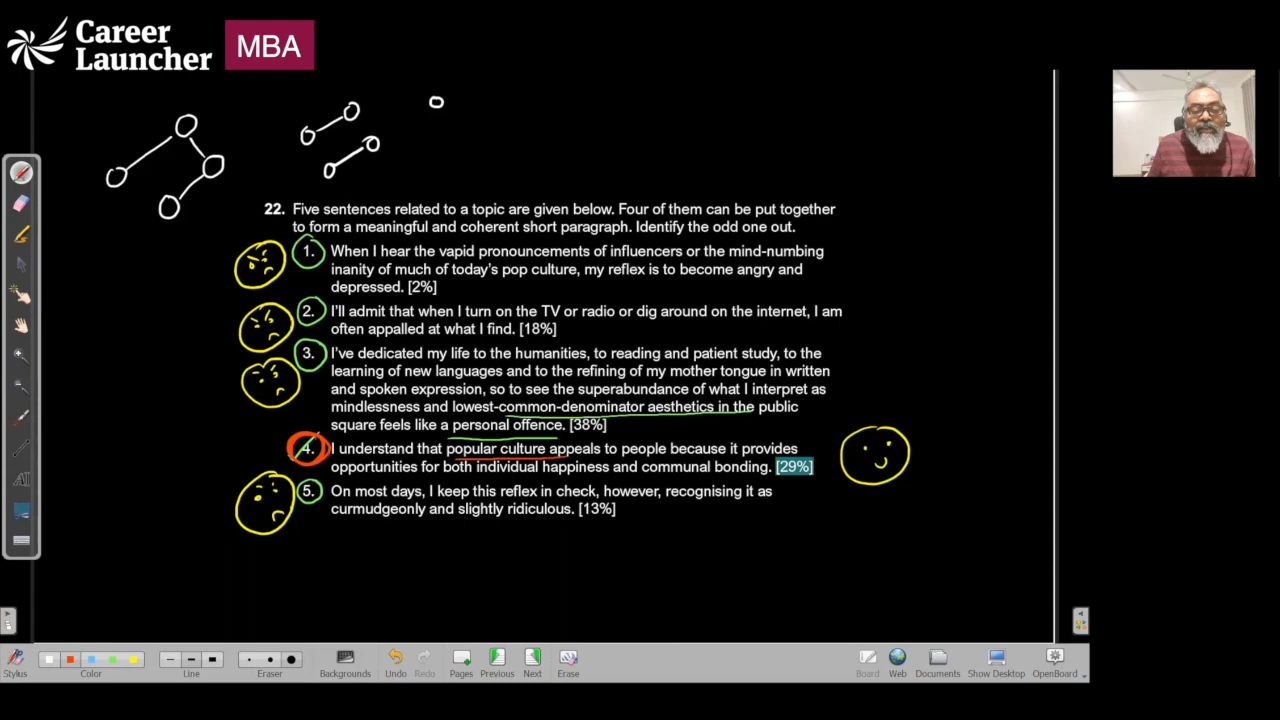 Career
Launcher
MBA
22. Five sentences related to a topic are given below. Four of them can be put together
to form a meaningful and coherent short paragraph. Identify the odd one out.
1. When I hear the vapid pronouncements of influencers or the mind-numbing
inanity of much of today's pop culture, my reflex is to become angry and
depressed. [2%]
2. I'll admit that when I turn on the TV or radio or dig around on the internet, I am
often appalled at what I find. [18%]
3. I've dedicated my life to the humanities, to reading and patient study, to the
learning of new languages and to the refining of my mother tongue in written
and spoken expression, so to see the superabundance of what I interpret as
mindlessness and lowest-common-denominator aesthetics in the public
square feels like a personal offence. [38%]
4. I understand that popular culture appeals to people because it provides
opportunities for both individual happiness and communal bonding. [29%]
5. On most days, I keep this reflex in check, however, recognising it as
curmudgeonly and slightly ridiculous. [13%]
Stylus Color Line Eraser Backgrounds Undo Redo Pages Previous Next Erase Board Web Documents Show Desktop OpenBoard